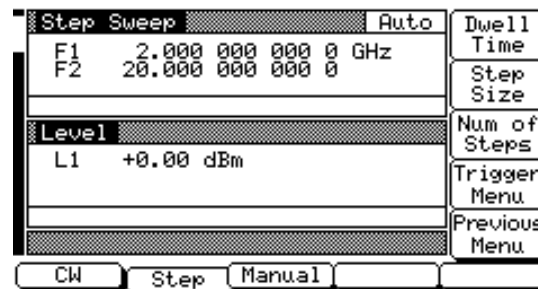 Step Sweep Auto
F1 2.000 000 000 0 GHz
F2 20.000 000 000 0
Level
L1 +0.00 dBm
Dwell
Time
Step
Size
Num of
Steps
Trigger
Menu
Previous
Menu
CW Step Manual